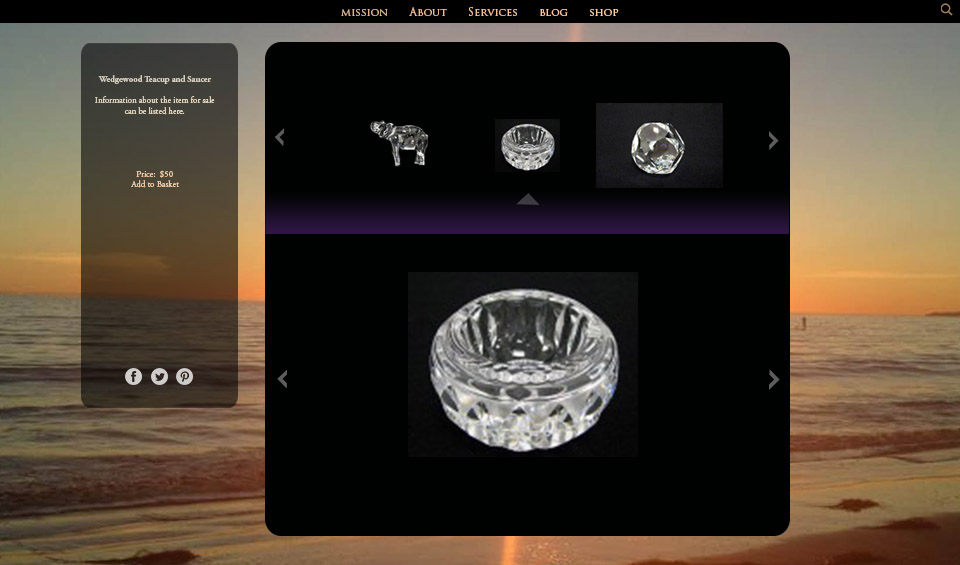 MISSION ABOUT SERVICES BLOG SHOP
Wedgewood Teacup and Saucer
Information about the item for sale
can be listed here.
Price: $50
Add to Basket